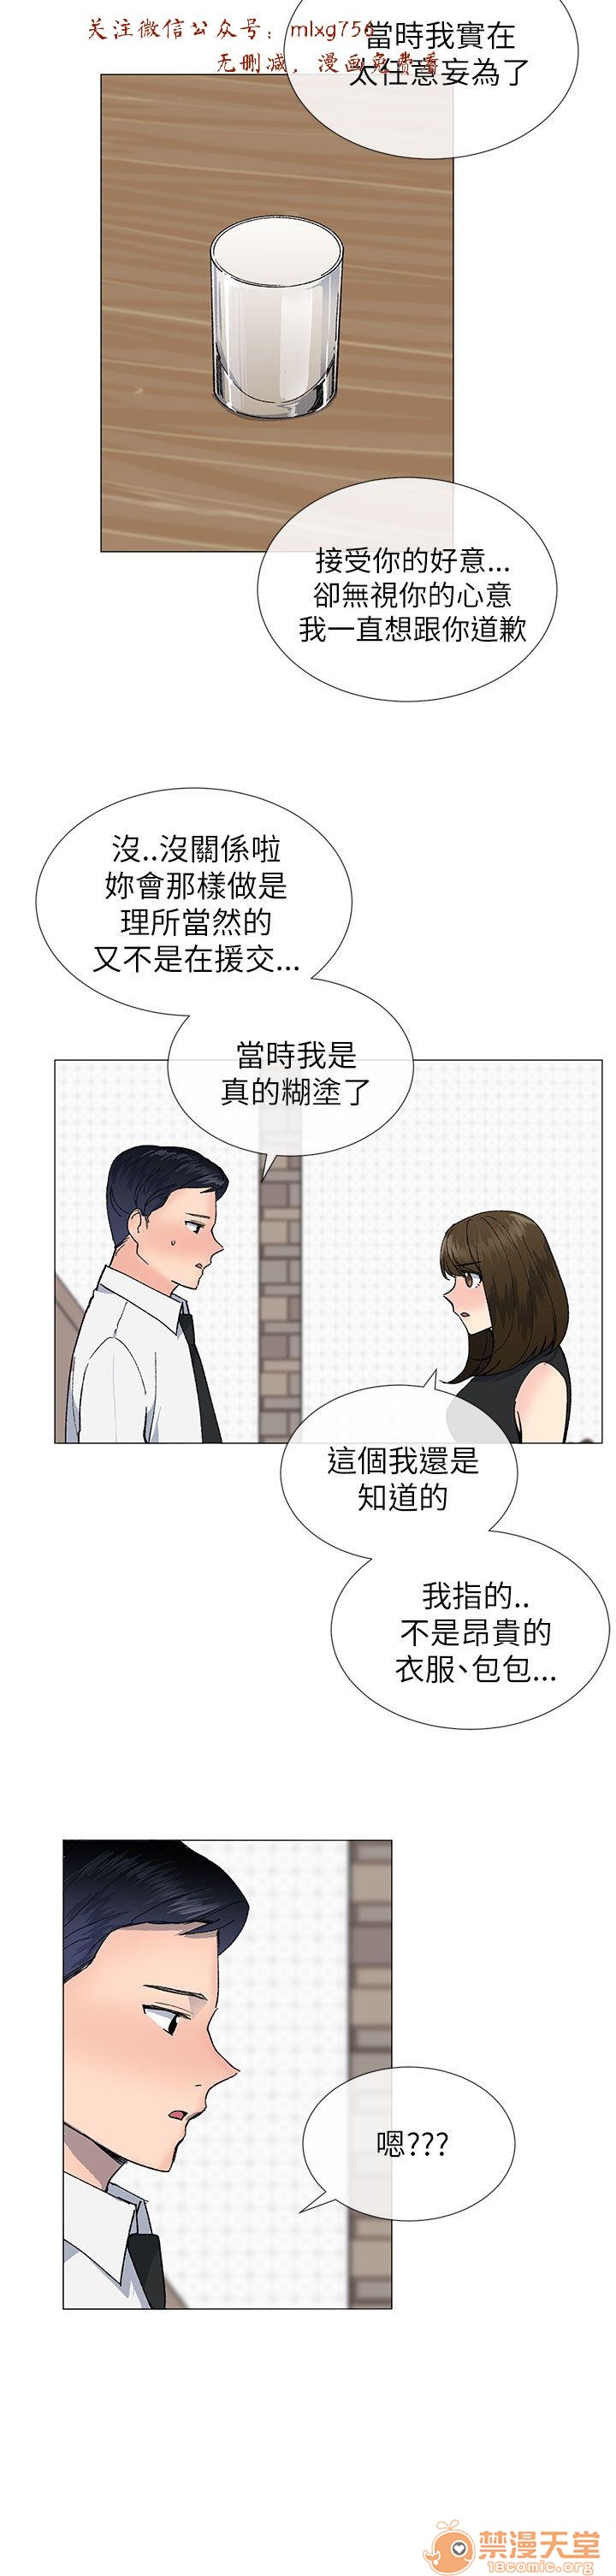 关注微信公众号：mlxg756
无删减，漫画免费看
當時我實在
太任意妄為了
接受你的好意...
卻無視你的心意
我一直想跟你道歉
沒..沒關係啦
妳會那樣做是
理所當然的
又不是在援交...
當時我是
真的糊塗了
這個我還是
知道的
我指的..
不是昂貴的
衣服、包包...
嗯???
禁漫天堂
18comic.org